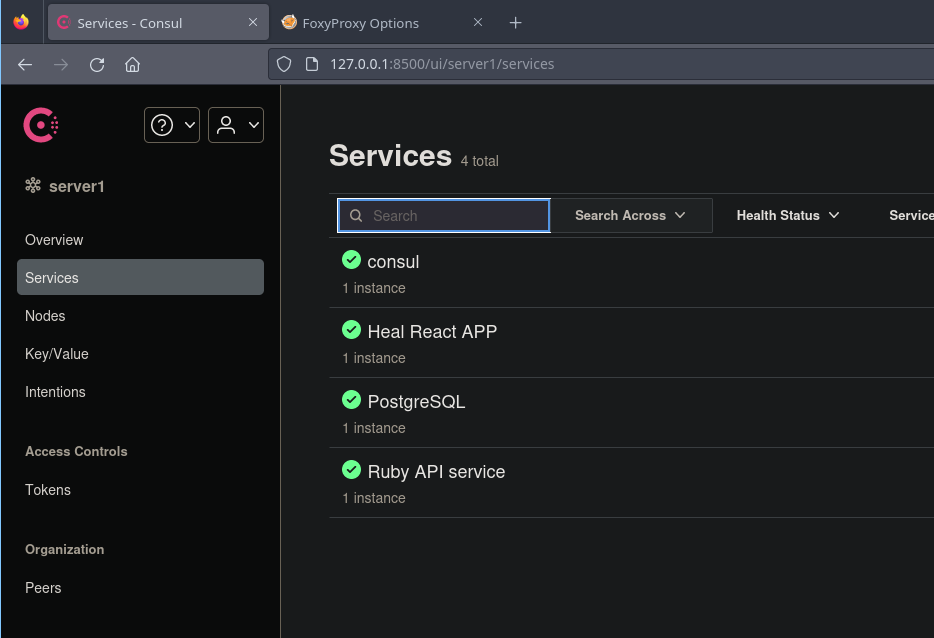 Services - Consul
FoxyProxy Options
127.0.0.1:8500/ui/server1/services
server1
Overview
Services
Nodes
Key/Value
Intentions
Access Controls
Tokens
Organization
Peers
Services 4 total
Search
Search Across
Health Status
Service
consul
1 instance
Heal React APP
1 instance
PostgreSQL
1 instance
Ruby API service
1 instance